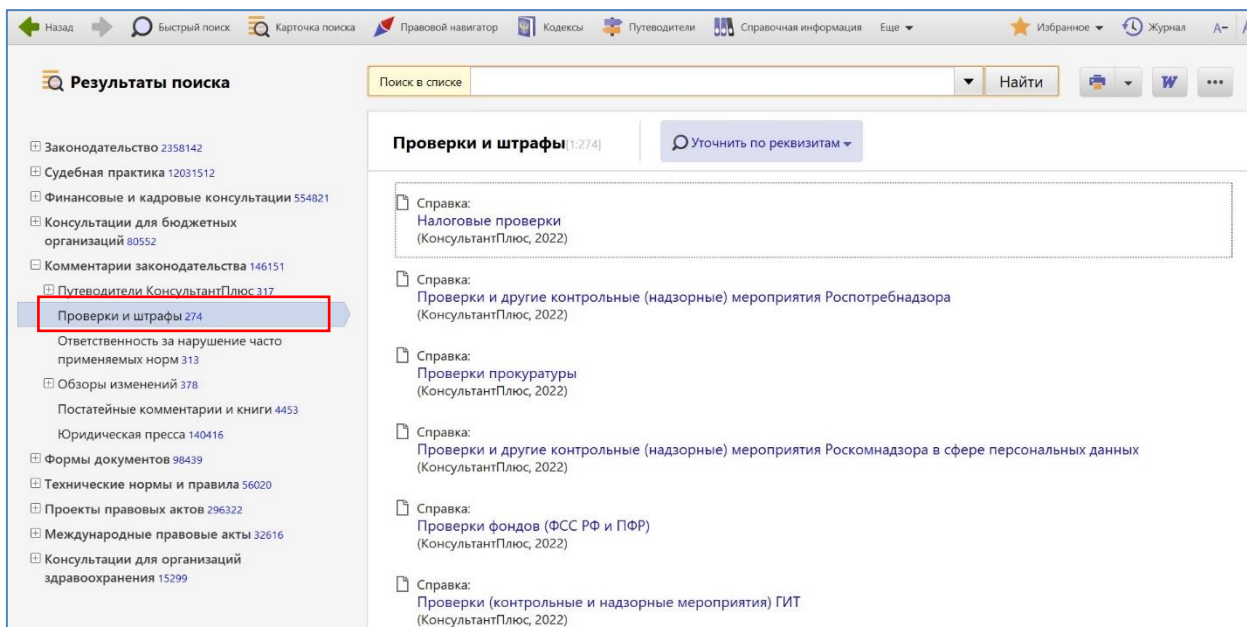 Назад Быстрый поиск Карточка поиска Правовой навигатор Кодексы Путеводители Справочная информация Еще Избранное Журнал A-
Результаты поиска
Поиск в списке Найти W ...
Законодательство 2358142
Судебная практика 12031512
Финансовые и кадровые консультации 554821
Консультации для бюджетных
организаций 80552
Комментарии законодательства 146151
Путеводители КонсультантПлюс 317
Проверки и штрафы 274
Ответственность за нарушение часто
применяемых норм 313
Обзоры изменений 378
Постатейные комментарии и книги 4453
Юридическая пресса 140416
Формы документов 98439
Технические нормы и правила 56020
Проекты правовых актов 296322
Международные правовые акты 32616
Консультации для организаций
здравоохранения 15299
Проверки и штрафы [1:274] Уточнить по реквизитам
Справка:
Налоговые проверки
(КонсультантПлюс, 2022)
Справка:
Проверки и другие контрольные (надзорные) мероприятия Роспотребнадзора
(КонсультантПлюс, 2022)
Справка:
Проверки прокуратуры
(КонсультантПлюс, 2022)
Справка:
Проверки и другие контрольные (надзорные) мероприятия Роскомнадзора в сфере персональных данных
(КонсультантПлюс, 2022)
Справка:
Проверки фондов (ФСС РФ и ПФР)
(КонсультантПлюс, 2022)
Справка:
Проверки (контрольные и надзорные мероприятия) ГИТ
(КонсультантПлюс, 2022)